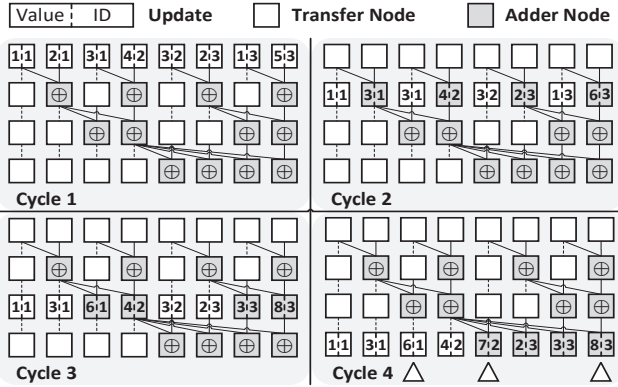 Value ID Update Transfer Node Adder Node
1 1 2 1 3 1 4 2 3 2 2 3 1 3 5 3
Cycle 1
1 1 3 1 3 1 4 2 3 2 2 3 1 3 6 3
Cycle 2
1 1 3 1 6 1 4 2 3 2 2 3 3 3 8 3
Cycle 3
1 1 3 1 6 1 4 2 7 2 2 3 3 3 8 3
Cycle 4